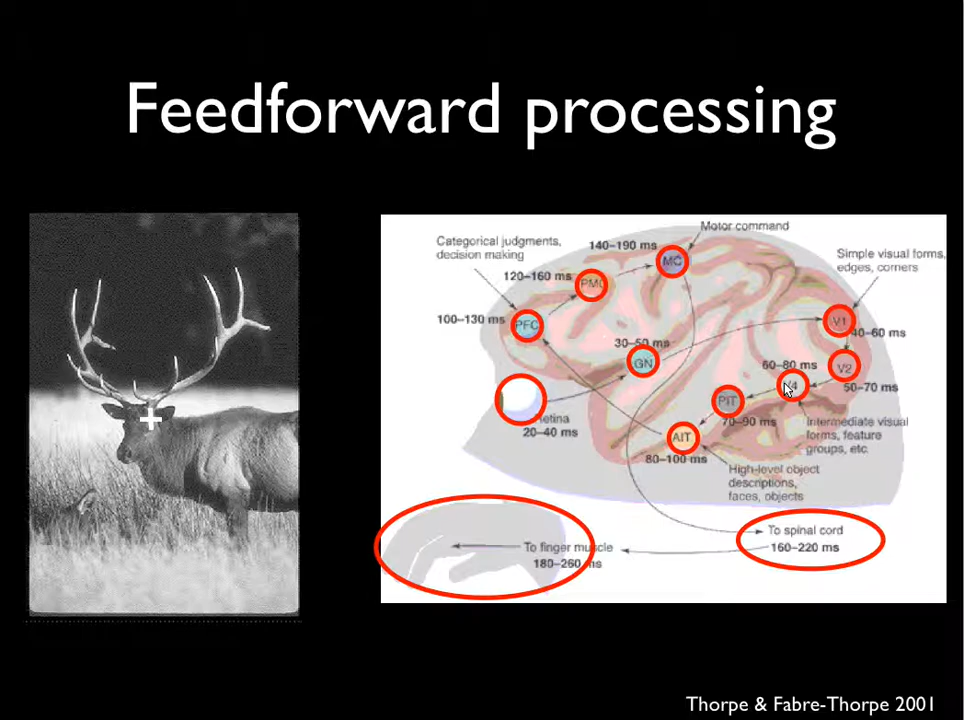 Feedforward processing
Motor command
Categorical judgments,
decision making
140–190 ms
MC
Simple visual forms,
edges, corners
120–160 ms
PMC
100–130 ms
PFC
V1
40–60 ms
30–50 ms
GN
60–80 ms
V2
V4
50–70 ms
PIT
70–90 ms
Retina
20–40 ms
AIT
80–100 ms
Intermediate visual
forms, feature
groups, etc.
High-level object
descriptions,
faces, objects
To spinal cord
160–220 ms
To finger muscle
180–260 ms
Thorpe & Fabre-Thorpe 2001